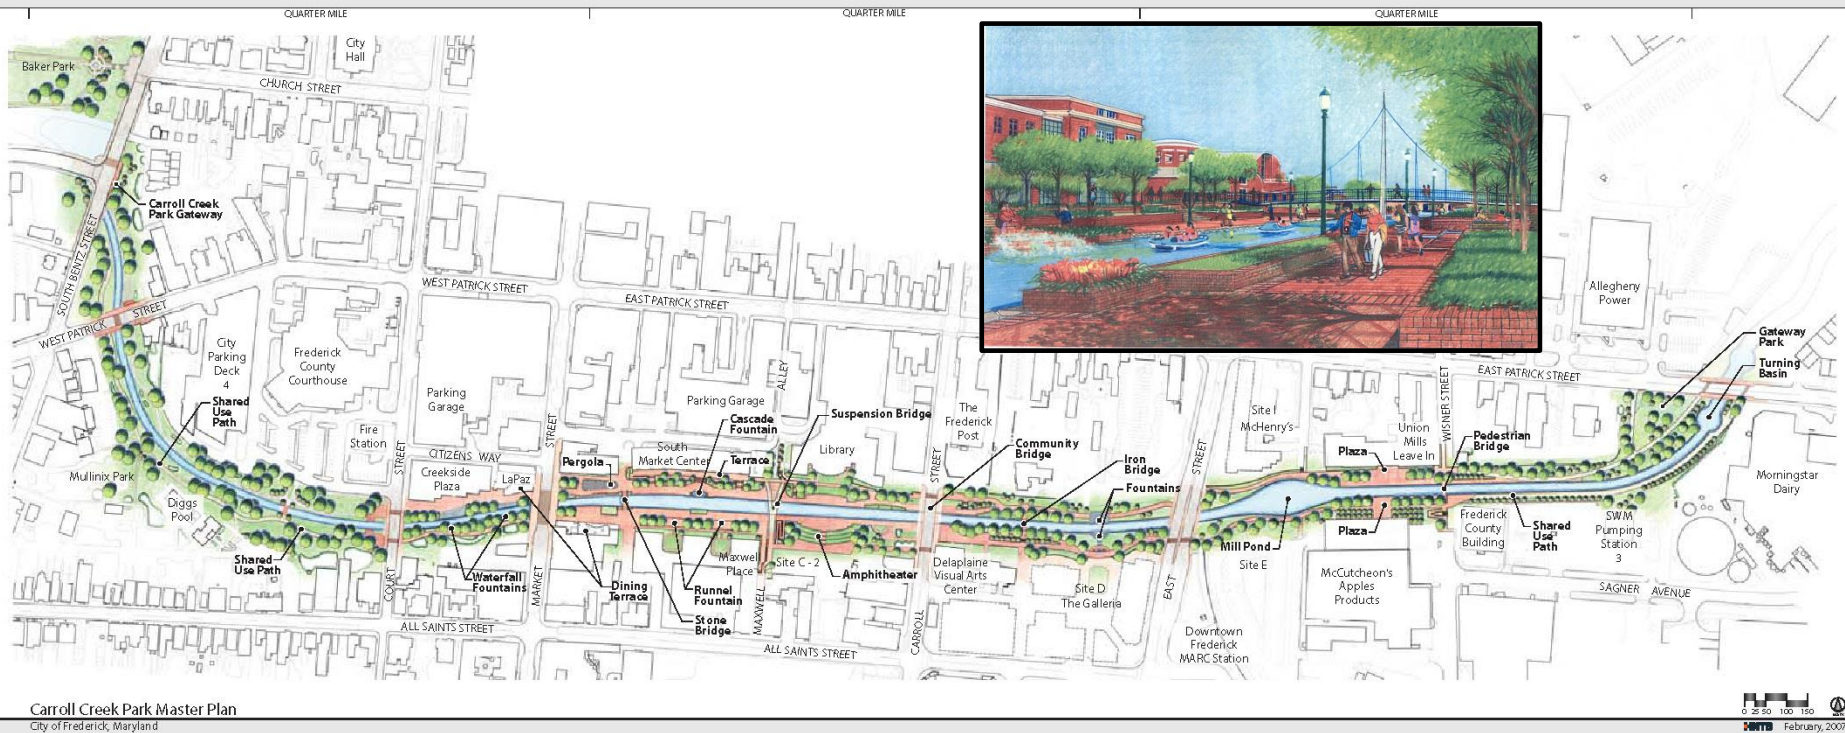 QUARTER MILE
QUARTER MILE
QUARTER MILE
Baker Park
City
Hall
CHURCH STREET
Carroll Creek
Park Gateway
SOUTH BENTZ STREET
WEST PATRICK
STREET
WEST PATRICK STREET
EAST PATRICK STREET
Allegheny
Power
Gateway
Park
Turning
Basin
EAST PATRICK STREET
City
Parking
Deck
4
Frederick
County
Courthouse
Parking
Garage
Parking Garage
ALLEY
WISNER STREET
Shared
Use
Path
Fire
Station
STREET
CITIZENS WAY
STREET
Creekside
Plaza
LaPaz
Pergola
South
Market Center
Cascade
Fountain
Terrace
Suspension Bridge
Library
The
Frederick
Post
STREET
Community
Bridge
Iron
Bridge
Fountains
STREET
Site I
McHenry's
Plaza
Union
Mills
Leave In
Pedestrian
Bridge
Morningstar
Dairy
Mullinix Park
Diggs
Pool
Shared
Use Path
COURT
Waterfall
Fountains
MARKET
Dining
Terrace
Stone
Bridge
Runnel
Fountain
Maxwell
Place
MAXWELL
Site C - 2
Amphitheater
CARROLL
Delaplaine
Visual Arts
Center
Site D
The Galleria
EAST
Mill Pond
Site E
Plaza
McCutcheon's
Apples
Products
Frederick
County
Building
Shared
Use
Path
SWM
Pumping
Station
3
SAGNER AVENUE
Downtown
Frederick
MARC Station
ALL SAINTS STREET
ALL SAINTS STREET
Carroll Creek Park Master Plan
City of Frederick, Maryland
0 25 50 100 150
HNTB
February, 2007